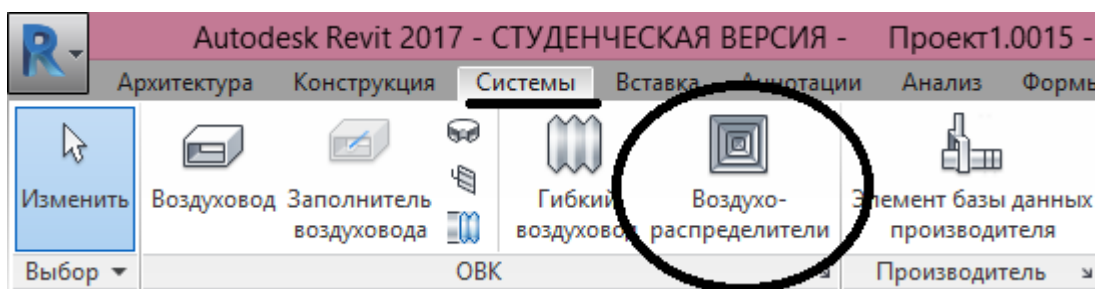 Autodesk Revit 2017 - СТУДЕНЧЕСКАЯ ВЕРСИЯ - Проект1.0015 -
Архитектура Конструкция Системы Вставка Аннотации Анализ Формы
Изменить Воздуховод Заполнитель Гибкий Воздухо- Элемент базы данных
воздуховода воздуховод распределители производителя
Выбор ОВК Производитель